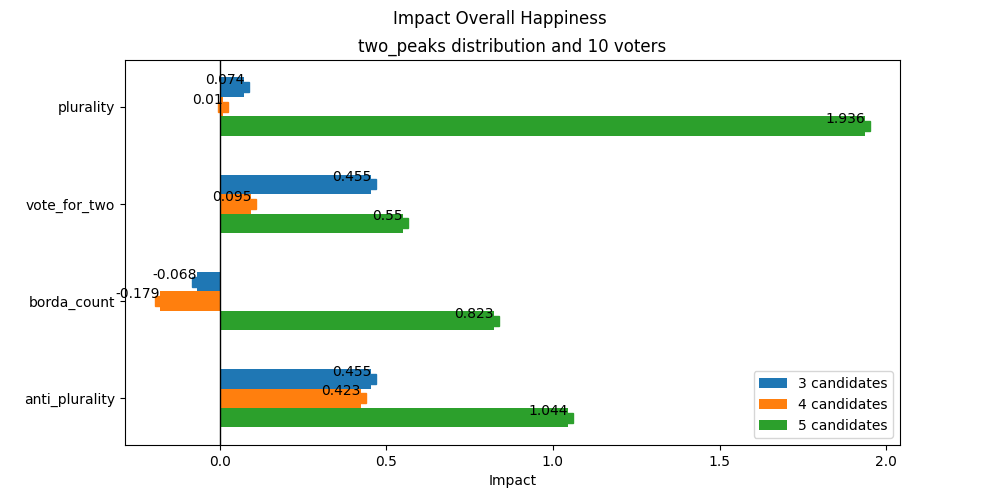 Impact Overall Happiness
two_peaks distribution and 10 voters
plurality
0.074
0.01
1.936
vote_for_two
0.455
0.095
0.55
borda_count
-0.068
-0.179
0.823
anti_plurality
0.455
0.423
1.044
3 candidates
4 candidates
5 candidates
0.0 0.5 1.0 1.5 2.0
Impact